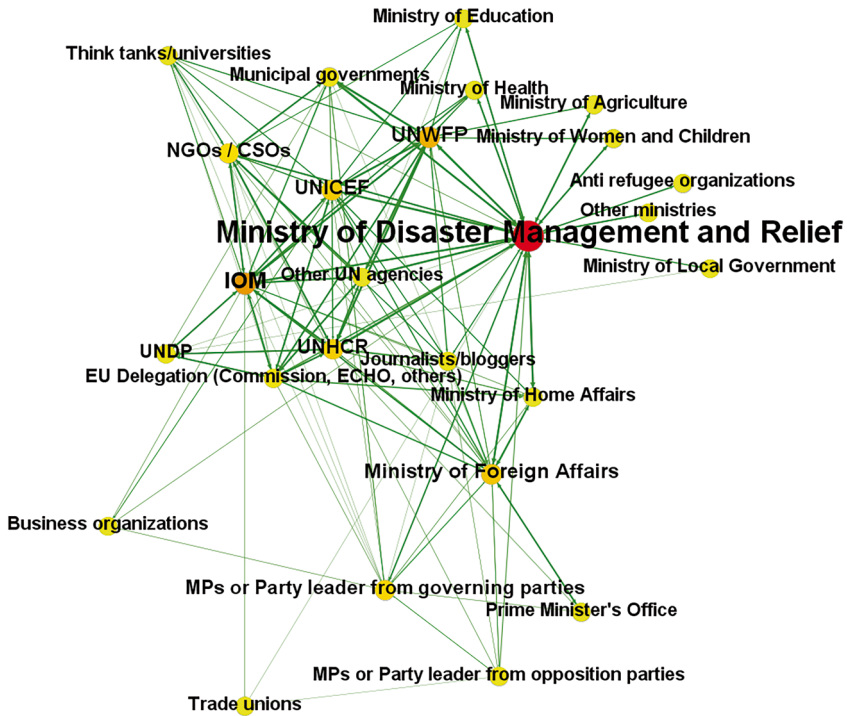 Ministry of Education
Think tanks/universities
Municipal governments
Ministry of Health
Ministry of Agriculture
UNWFP
Ministry of Women and Children
NGOs / CSOs
Anti refugee organizations
UNICEF
Other ministries
Ministry of Disaster Management and Relief
Ministry of Local Government
Other UN agencies
IOM
UNHCR
UNDP
Journalists/bloggers
EU Delegation (Commission, ECHO, others)
Ministry of Home Affairs
Ministry of Foreign Affairs
Business organizations
MPs or Party leader from governing parties
Prime Minister's Office
MPs or Party leader from opposition parties
Trade unions